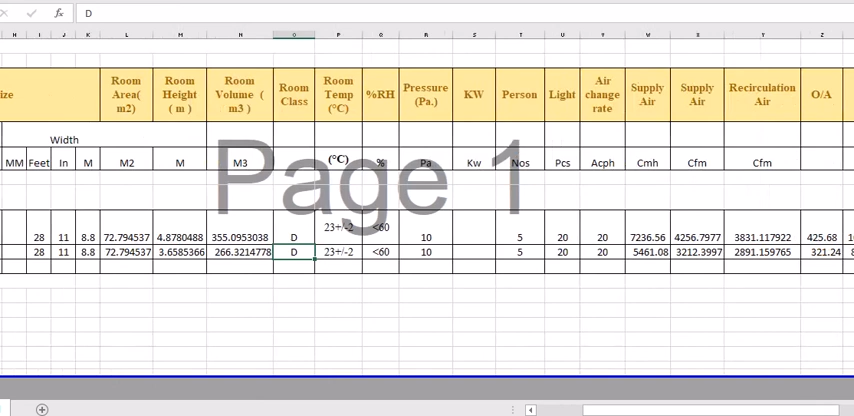 fx D
H I J K L M N O P Q R S T U V W X Y Z
ize Room Area( m2) Room Height ( m ) Room Volume ( m3 ) Room Class Room Temp (°C) %RH Pressure (Pa.) KW Person Light Air change rate Supply Air Supply Air Recirculation Air O/A
Width
MM Feet In M M2 M M3 (°C) % Pa Kw Nos Pcs Acph Cmh Cfm Cfm
Page 1
28 11 8.8 72.794537 4.8780488 355.0953038 D 23+/-2 <60 10 5 20 20 7236.56 4256.7977 3831.117922 425.68
28 11 8.8 72.794537 3.6585366 266.3214778 D 23+/-2 <60 10 5 20 20 5461.08 3212.3997 2891.159765 321.24